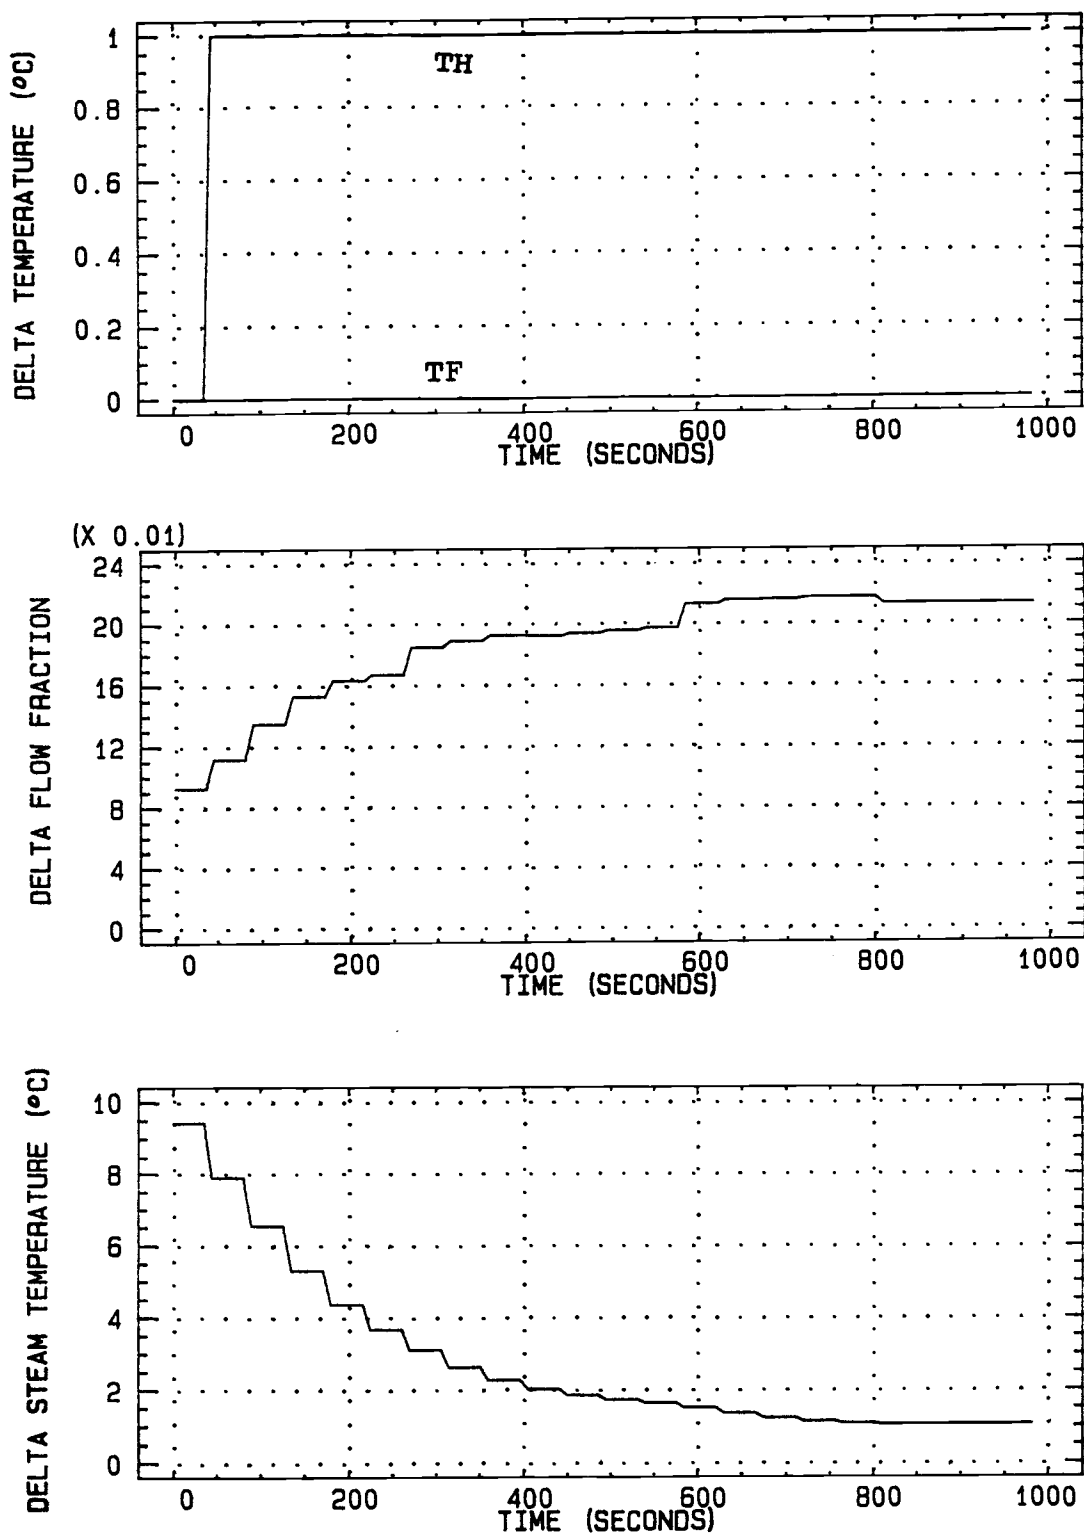 DELTA TEMPERATURE (ºC)
1
0.8
0.6
0.4
0.2
0
TH
TF
0 200 400 600 800 1000
TIME (SECONDS)
(X 0.01)
DELTA FLOW FRACTION
24
20
16
12
8
4
0
0 200 400 600 800 1000
TIME (SECONDS)
DELTA STEAM TEMPERATURE (ºC)
10
8
6
4
2
0
0 200 400 600 800 1000
TIME (SECONDS)